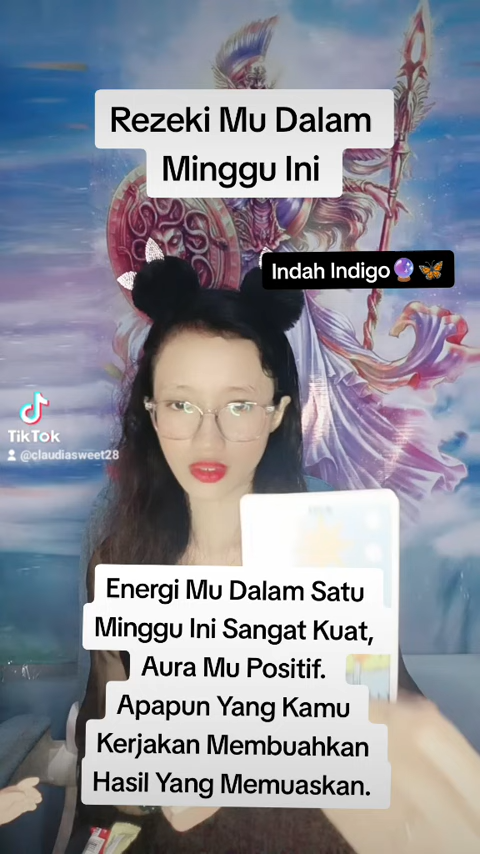 Rezeki Mu Dalam
Minggu Ini
Indah Indigo🔮🦋
TikTok
@claudiasweet28
Energi Mu Dalam Satu
Minggu Ini Sangat Kuat,
Aura Mu Positif.
Apapun Yang Kamu
Kerjakan Membuahkan
Hasil Yang Memuaskan.